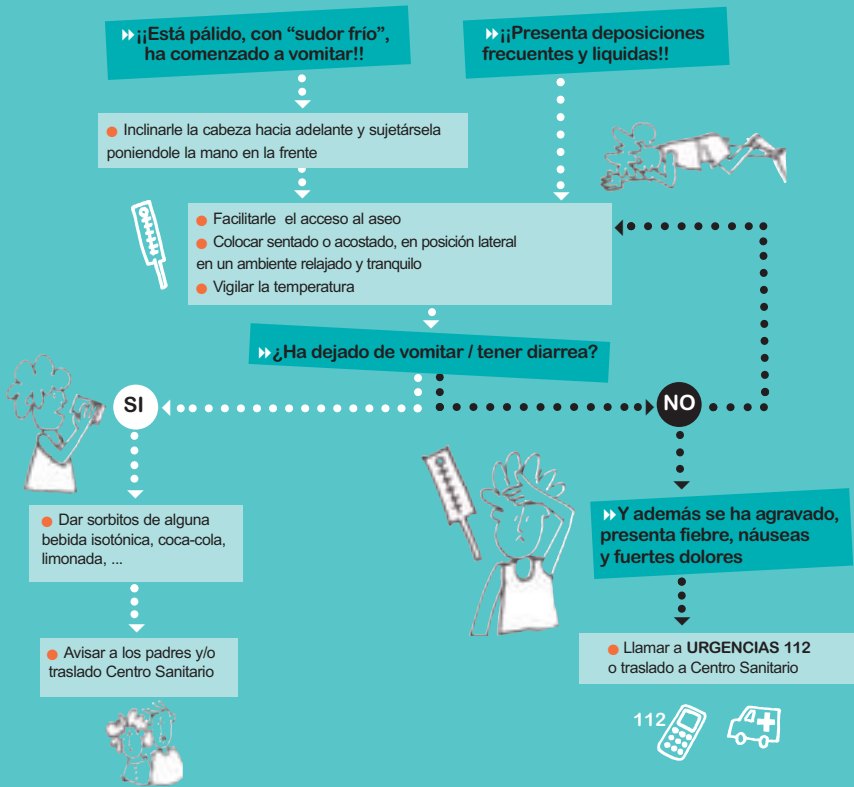 ¡¡Está pálido, con “sudor frío”,
ha comenzado a vomitar!!
¡¡Presenta deposiciones
frecuentes y liquidas!!
Inclinarle la cabeza hacia adelante y sujetársela
poniendole la mano en la frente
Facilitarle el acceso al aseo
Colocar sentado o acostado, en posición lateral
en un ambiente relajado y tranquilo
Vigilar la temperatura
¿Ha dejado de vomitar / tener diarrea?
SI
NO
Dar sorbitos de alguna
bebida isotónica, coca-cola,
limonada, ...
Y además se ha agravado,
presenta fiebre, náuseas
y fuertes dolores
Avisar a los padres y/o
traslado Centro Sanitario
Llamar a URGENCIAS 112
o traslado a Centro Sanitario
112